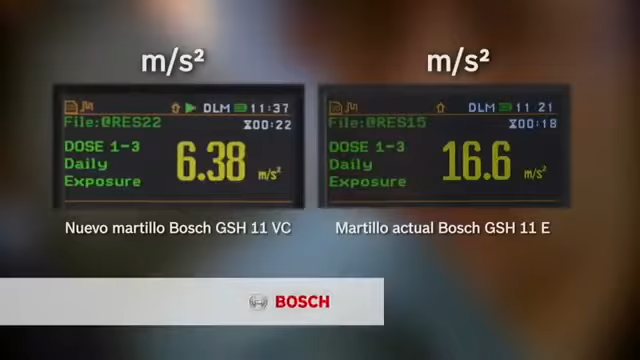 m/s²
m/s²
DLM 11:37
File:@RES22
00:22
DOSE 1-3
Daily
Exposure
6.38 m/s²
DLM 11 21
File:@RES15
00:18
DOSE 1-3
Daily
Exposure
16.6 m/s²
Nuevo martillo Bosch GSH 11 VC
Martillo actual Bosch GSH 11 E
BOSCH